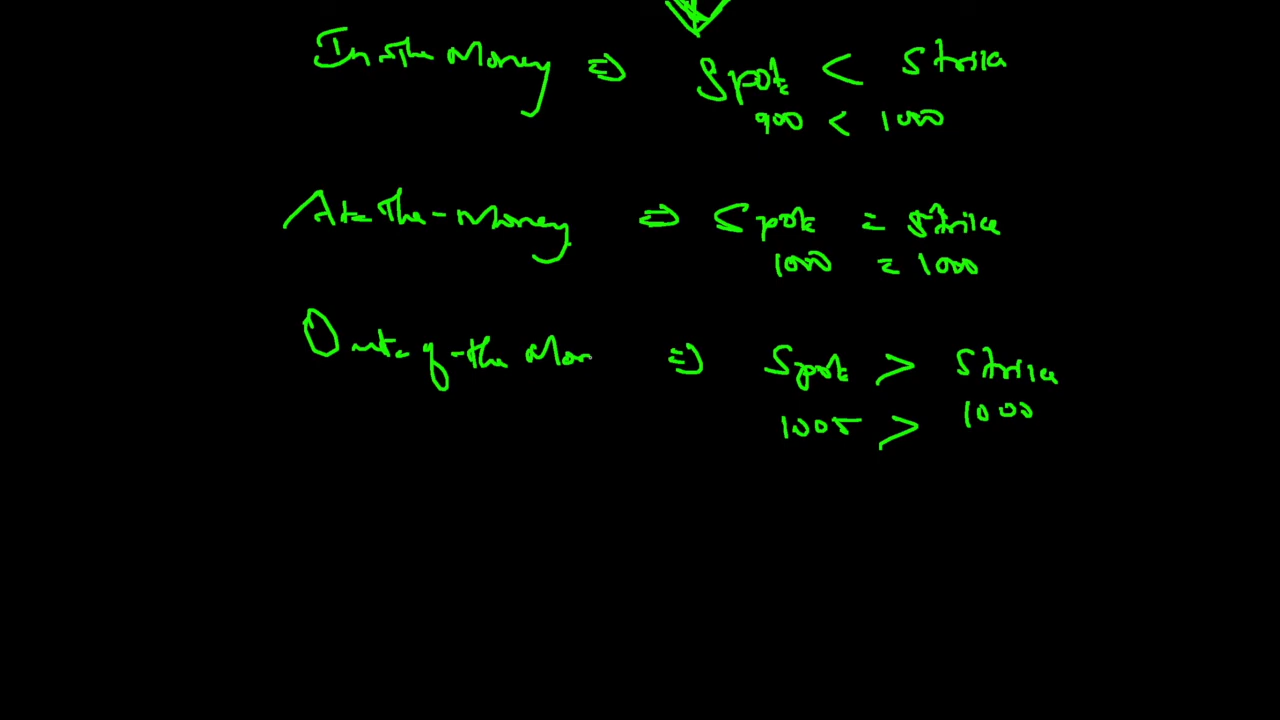 In-The Money => Spot < Strike
900 < 1000
At-The-Money => Spot = Strike
1000 = 1000
Out-of-the Mon => Spot > Strike
1005 > 1000